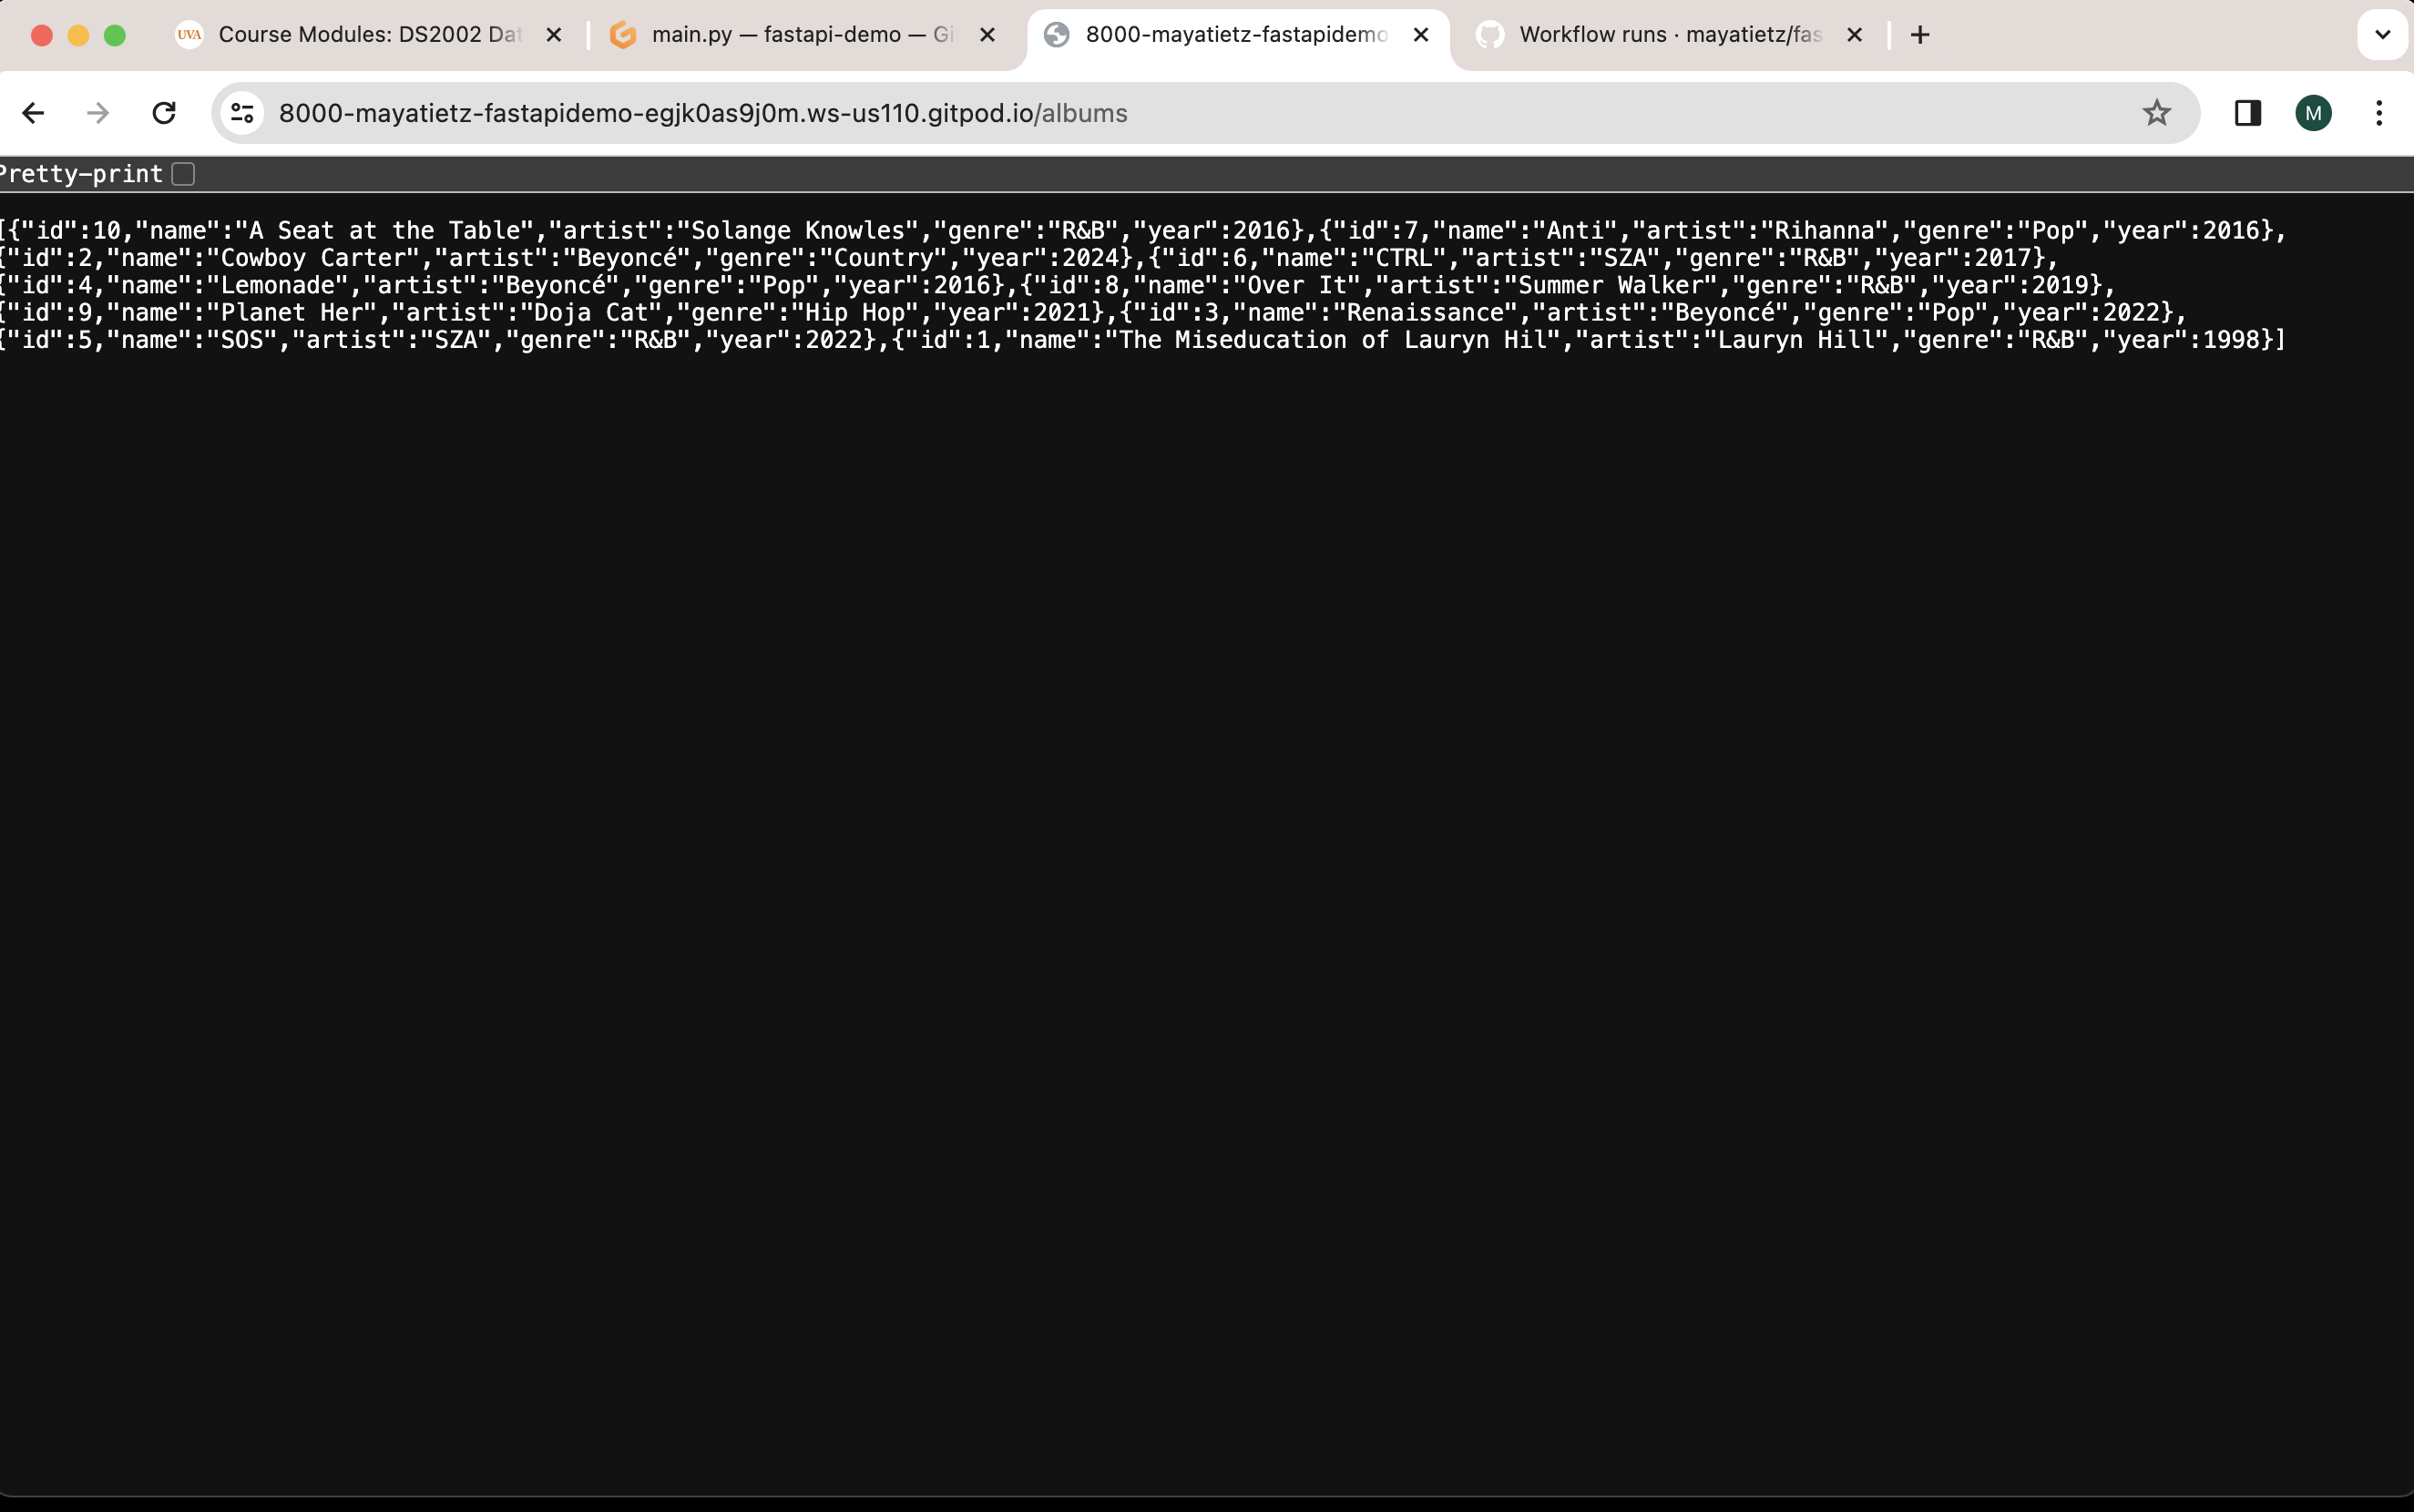 UVA Course Modules: DS2002 Dat
main.py — fastapi-demo — Gi
8000-mayatietz-fastapidemo
Workflow runs · mayatietz/fas
8000-mayatietz-fastapidemo-egjk0as9j0m.ws-us110.gitpod.io/albums
M
Pretty-print
[{"id":10,"name":"A Seat at the Table","artist":"Solange Knowles","genre":"R&B","year":2016},{"id":7,"name":"Anti","artist":"Rihanna","genre":"Pop","year":2016},
{"id":2,"name":"Cowboy Carter","artist":"Beyoncé","genre":"Country","year":2024},{"id":6,"name":"CTRL","artist":"SZA","genre":"R&B","year":2017},
{"id":4,"name":"Lemonade","artist":"Beyoncé","genre":"Pop","year":2016},{"id":8,"name":"Over It","artist":"Summer Walker","genre":"R&B","year":2019},
{"id":9,"name":"Planet Her","artist":"Doja Cat","genre":"Hip Hop","year":2021},{"id":3,"name":"Renaissance","artist":"Beyoncé","genre":"Pop","year":2022},
{"id":5,"name":"SOS","artist":"SZA","genre":"R&B","year":2022},{"id":1,"name":"The Miseducation of Lauryn Hil","artist":"Lauryn Hill","genre":"R&B","year":1998}]